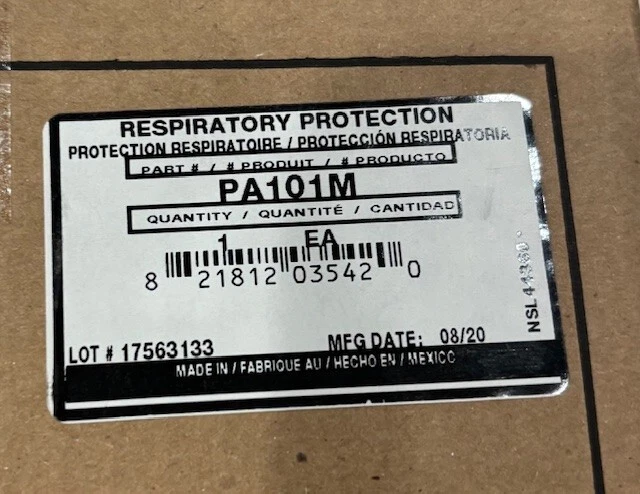 RESPIRATORY PROTECTION
PROTECTION RESPIRATOIRE / PROTECCIÓN RESPIRATORIA
PART # / # PRODUIT / # PRODUCTO
PA101M
QUANTITY / QUANTITÉ / CANTIDAD
1 EA
8 21812 03542 0
LOT # 17563133 MFG DATE: 08/20
MADE IN / FABRIQUE AU / HECHO EN / MEXICO
NSL